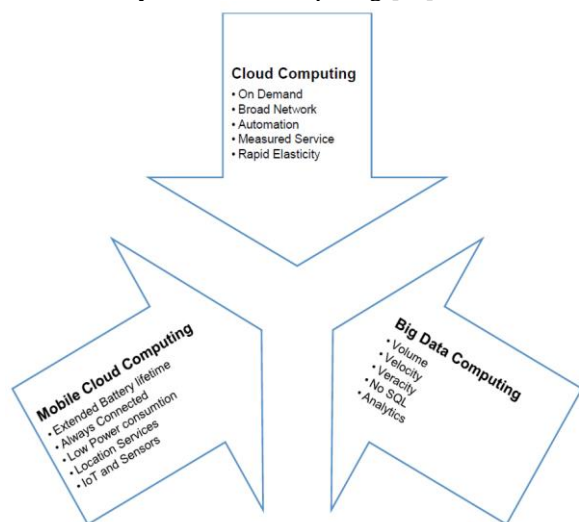 Cloud Computing
• On Demand
• Broad Network
• Automation
• Measured Service
• Rapid Elasticity
Mobile Cloud Computing
• Extended Battery lifetime
• Always Connected
• Low Power consumtion
• Location Services
• IoT and Sensors
Big Data Computing
• Volume
• Velocity
• Veracity
• No SQL
• Analytics